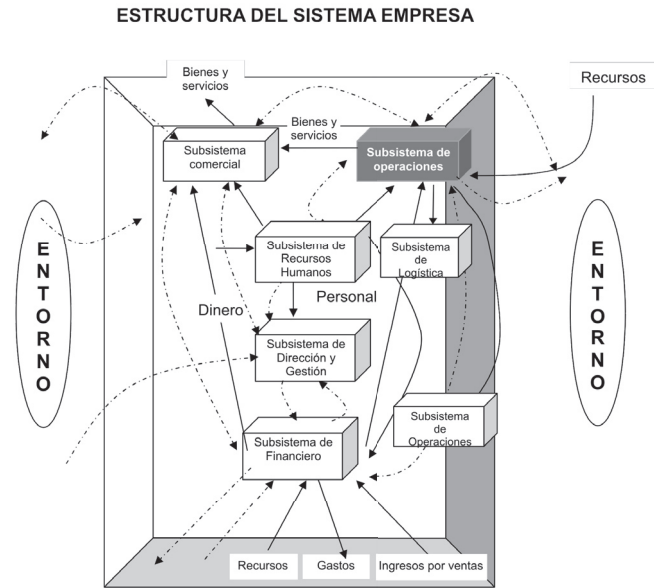 ESTRUCTURA DEL SISTEMA EMPRESA
Bienes y
servicios
Recursos
Bienes y
servicios
Subsistema
comercial
Subsistema de
operaciones
Subsistema de
Recursos
Humanos
Subsistema
de
Logística
E
N
T
O
R
N
O
E
N
T
O
R
N
O
Dinero
Personal
Subsistema de
Dirección y
Gestión
Subsistema
de
Operaciones
Subsistema de
Financiero
Recursos
Gastos
Ingresos por ventas